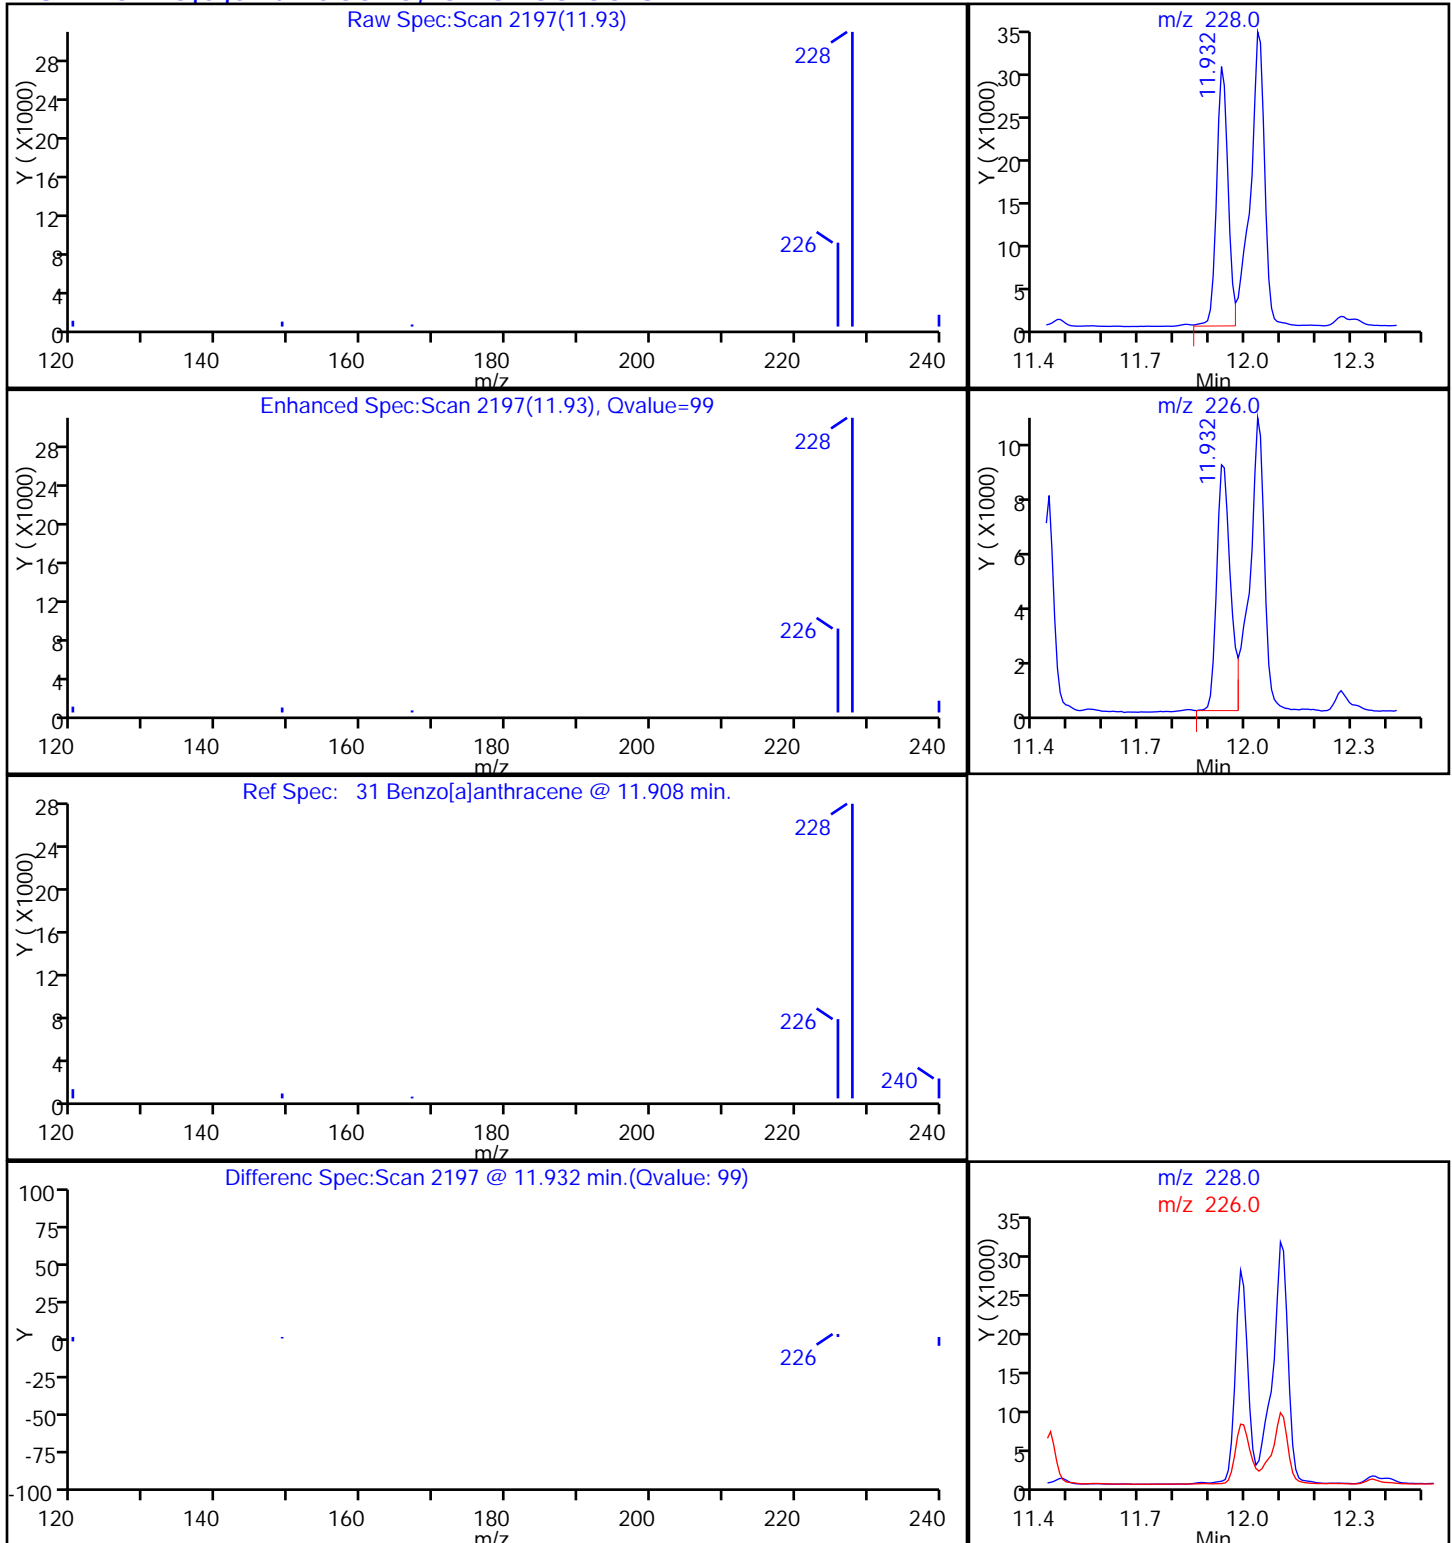 Raw Spec:Scan 2197(11.93)
Y ( X1000)
28
24
20
16
12
8
4
0
228
226
120 140 160 180 200 220 240
m/z
m/z 228.0
Y ( X1000)
35
30
25
20
15
10
5
0
11.932
11.4 11.7 12.0 12.3
Min
Enhanced Spec:Scan 2197(11.93), Qvalue=99
Y ( X1000)
28
24
20
16
12
8
4
0
228
226
120 140 160 180 200 220 240
m/z
m/z 226.0
Y ( X1000)
10
8
6
4
2
0
11.932
11.4 11.7 12.0 12.3
Min
Ref Spec: 31 Benzo[a]anthracene @ 11.908 min.
Y ( X1000)
28
24
20
16
12
8
4
0
228
226
240
120 140 160 180 200 220 240
m/z
Differenc Spec:Scan 2197 @ 11.932 min.(Qvalue: 99)
Y
100
75
50
25
0
-25
-50
-75
-100
226
120 140 160 180 200 220 240
m/z
m/z 228.0
m/z 226.0
Y ( X1000)
35
30
25
20
15
10
5
0
11.4 11.7 12.0 12.3
Min